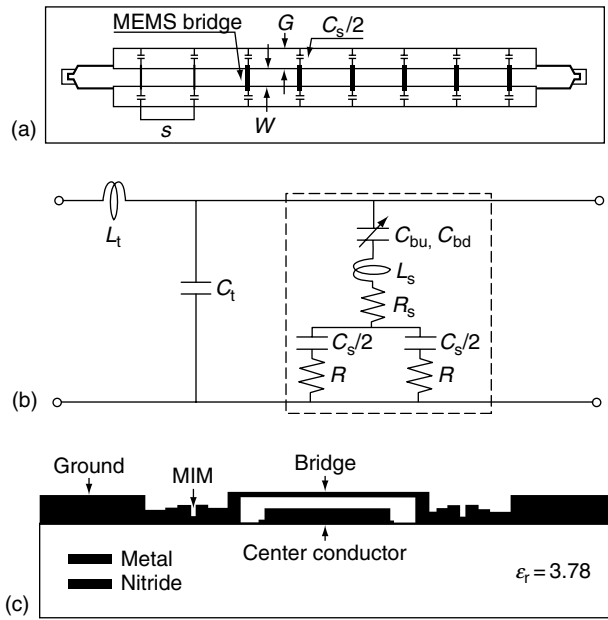 MEMS bridge
G
Cs/2
W
s
(a)
Lt
Ct
Cbu, Cbd
Ls
Rs
Cs/2
Cs/2
R
R
(b)
Ground
MIM
Bridge
Center conductor
Metal
Nitride
εr = 3.78
(c)